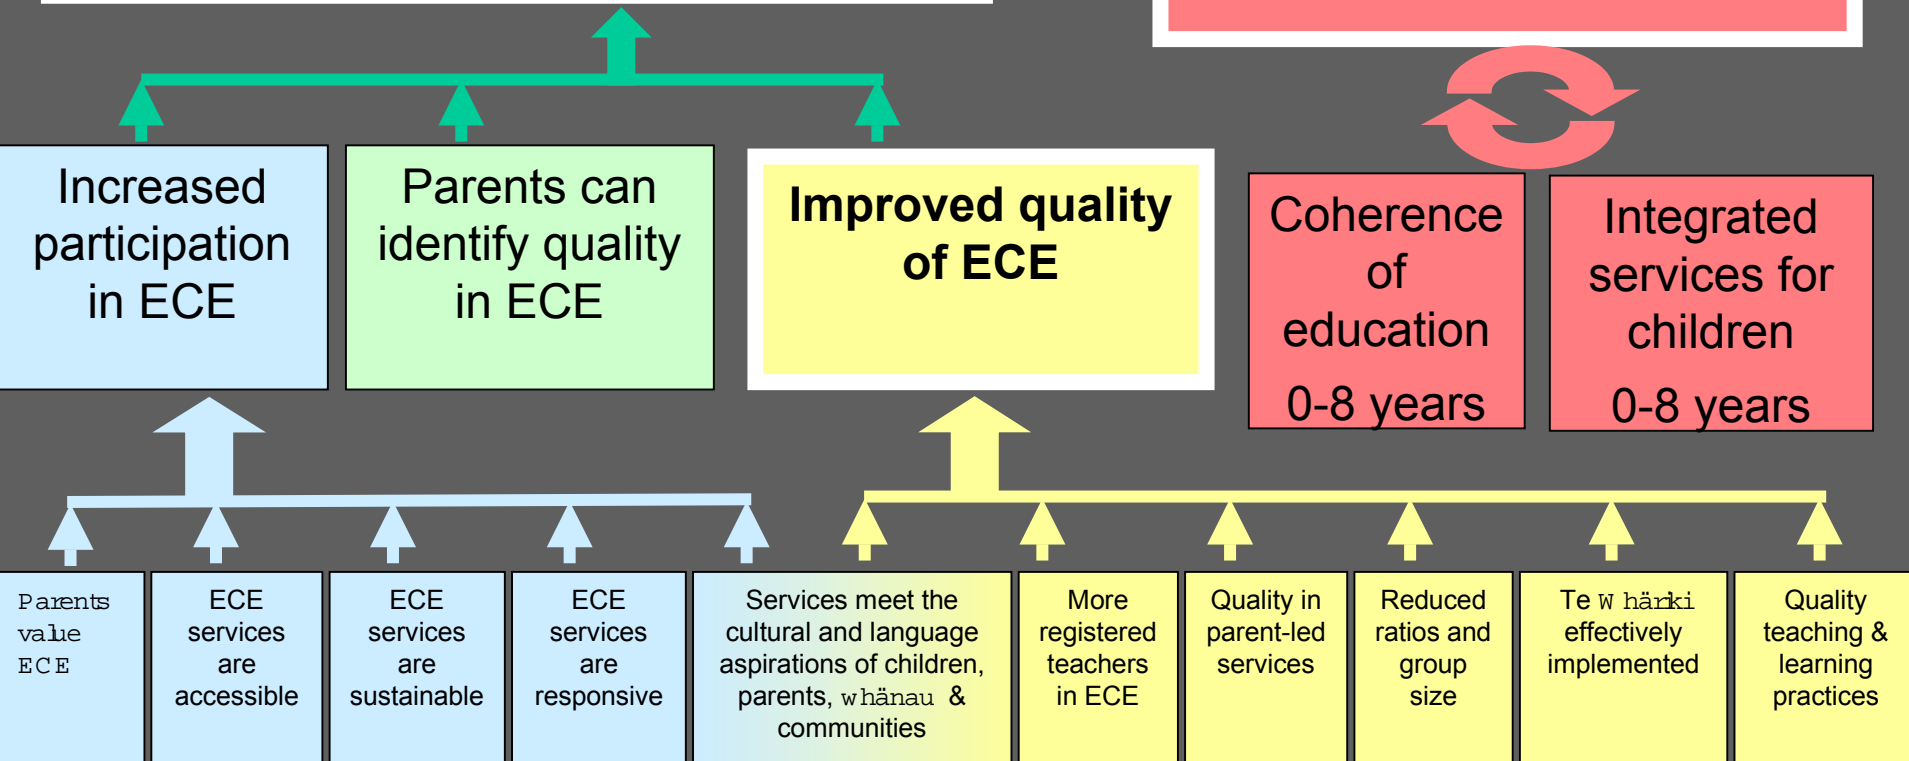 Increased
participation
in ECE
Parents can
identify quality
in ECE
Improved quality
of ECE
Coherence
of
education
0-8 years
Integrated
services for
children
0-8 years
Parents
value
ECE
ECE
services
are
accessible
ECE
services
are
sustainable
ECE
services
are
responsive
Services meet the
cultural and language
aspirations of children,
parents, whänau &
communities
More
registered
teachers
in ECE
Quality in
parent-led
services
Reduced
ratios and
group
size
Te Whäriki
effectively
implemented
Quality
teaching &
learning
practices